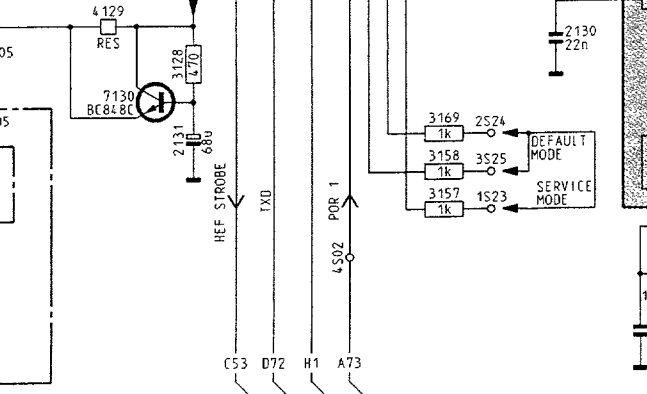 4129
RES
05
3128
470
7130
BC848C
2131
68u
05
2130
22n
3169
1k
2S24
DEFAULT
MODE
3158
1k
3S25
3157
1k
1S23
SERVICE
MODE
HEF STROBE
TXD
POR 1
4S02
C53
D72
H1
A73
1